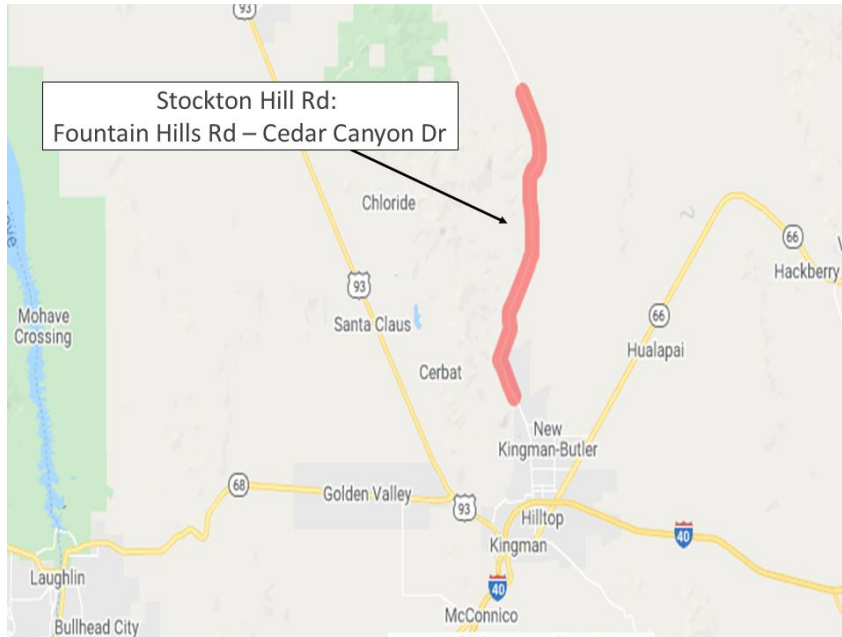 93
Stockton Hill Rd:
Fountain Hills Rd – Cedar Canyon Dr
Chloride
66
66
Hackberry
93
Mohave
Crossing
Santa Claus
Hualapai
Cerbat
New
Kingman-Butler
68
Golden Valley
93
Hilltop
Kingman
40
Laughlin
40
McConnico
Bullhead City